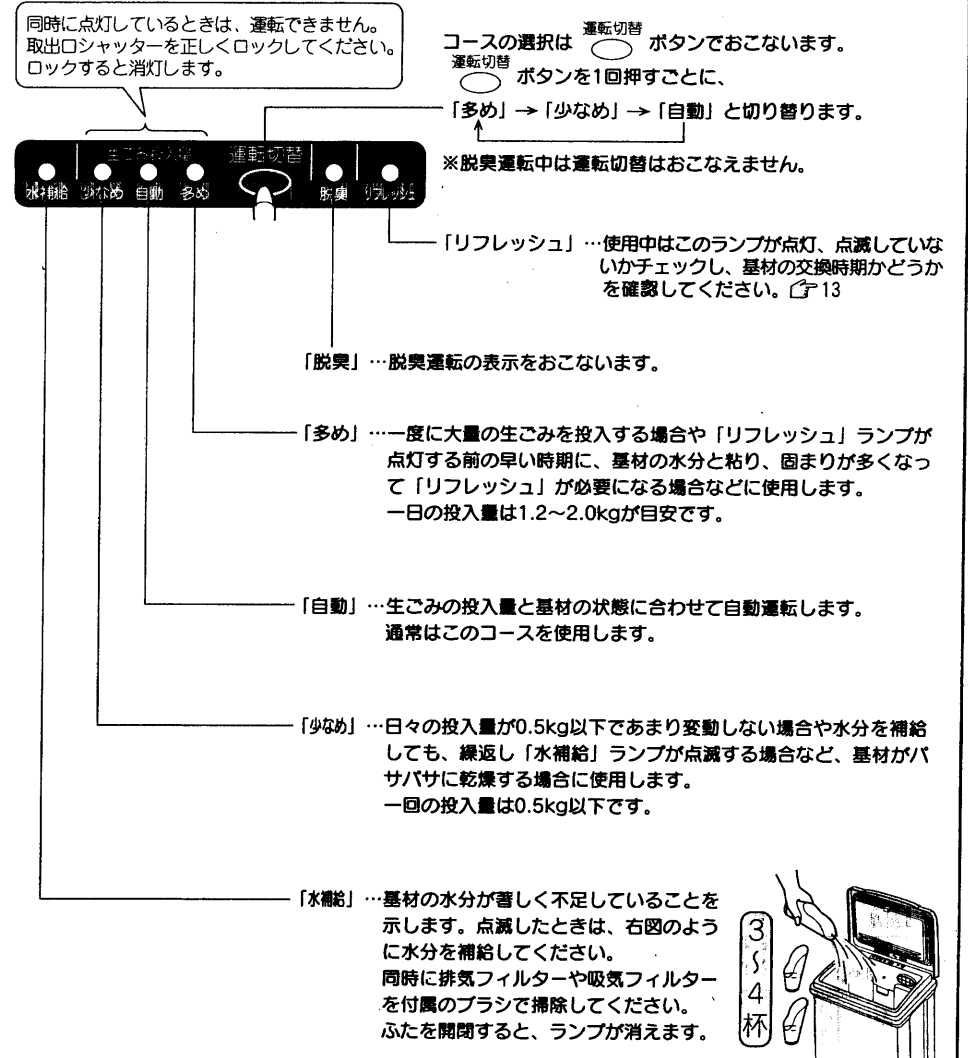 同時に点灯しているときは、運転できません。
取出口シャッターを正しくロックしてください。
ロックすると消灯します。
運転切替
コースの選択は ボタンでおこないます。
運転切替
ボタンを1回押すごとに、
「多め」→「少なめ」→「自動」と切り替ります。
※脱臭運転中は運転切替はおこなえません。
生ごみ投入量 運転切替
水補給 少なめ 自動 多め 脱臭 リフレッシュ
「リフレッシュ」…使用中はこのランプが点灯、点滅していな
いかチェックし、基材の交換時期かどうか
を確認してください。☞13
「脱臭」…脱臭運転の表示をおこないます。
「多め」…一度に大量の生ごみを投入する場合や「リフレッシュ」ランプが
点灯する前の早い時期に、基材の水分と粘り、固まりが多くなっ
て「リフレッシュ」が必要になる場合などに使用します。
一日の投入量は1.2～2.0kgが目安です。
「自動」…生ごみの投入量と基材の状態に合わせて自動運転します。
通常はこのコースを使用します。
「少なめ」…日々の投入量が0.5kg以下であまり変動しない場合や水分を補給
しても、繰返し「水補給」ランプが点滅する場合など、基材がパ
サパサに乾燥する場合に使用します。
一回の投入量は0.5kg以下です。
「水補給」…基材の水分が著しく不足していることを
示します。点滅したときは、右図のよう
に水分を補給してください。
同時に排気フィルターや吸気フィルター
を付属のブラシで掃除してください。
ふたを開閉すると、ランプが消えます。
3～4杯